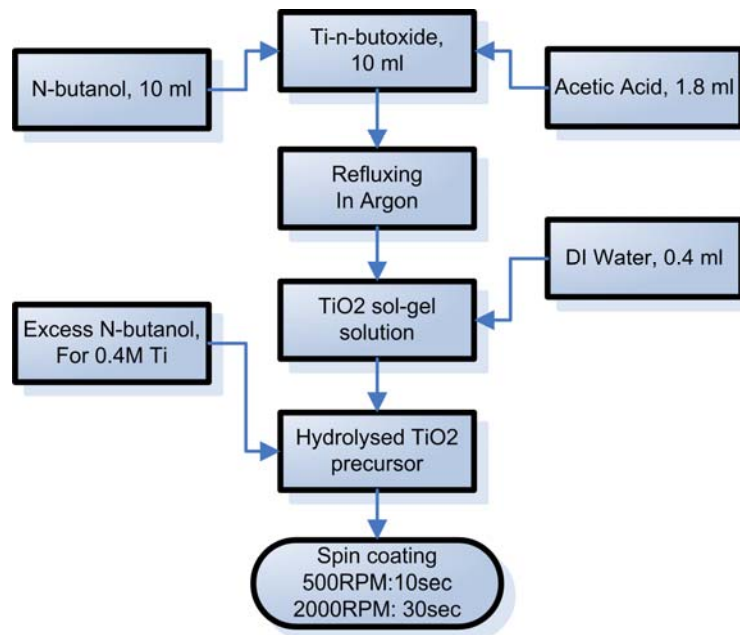 Ti-n-butoxide,
10 ml
N-butanol, 10 ml
Acetic Acid, 1.8 ml
Refluxing
In Argon
DI Water, 0.4 ml
TiO2 sol-gel
solution
Excess N-butanol,
For 0.4M Ti
Hydrolysed TiO2
precursor
Spin coating
500RPM:10sec
2000RPM: 30sec